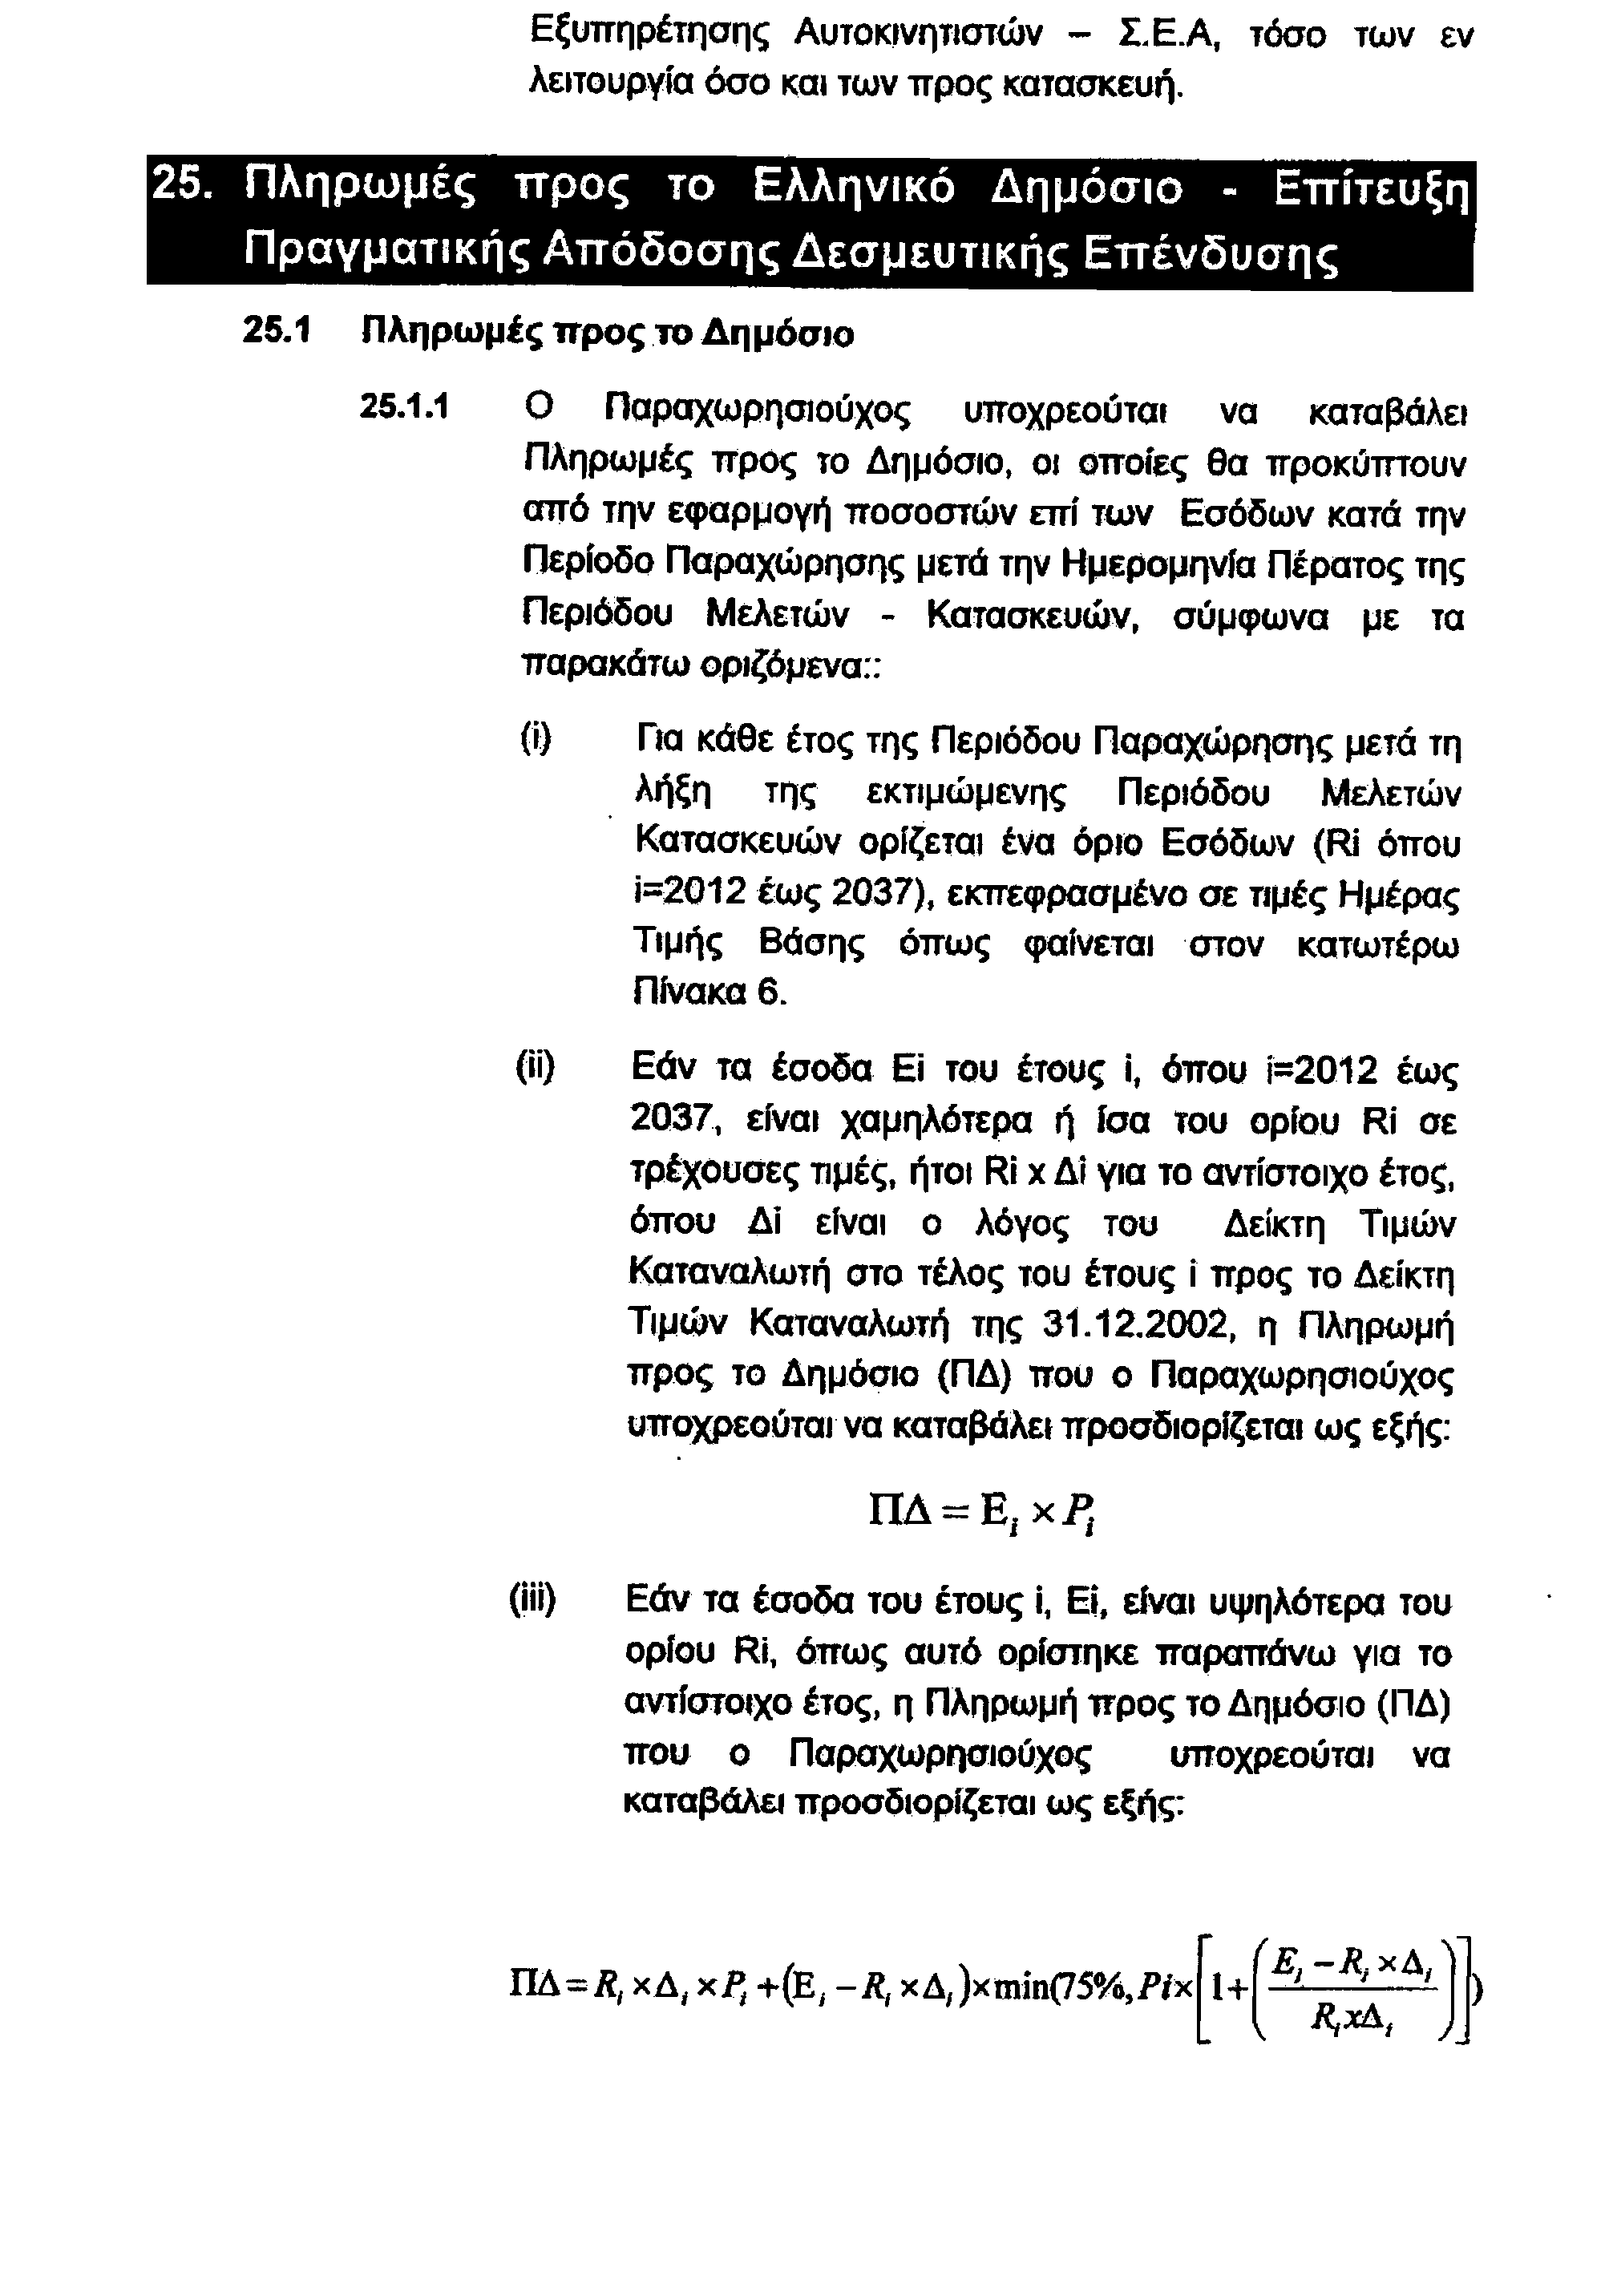 Εξυπηρέτησης Αυτοκινητιστών – Σ.Ε.Α, τόσο των εν
λειτουργία όσο και των προς κατασκευή.
25. Πληρωμές προς το Ελληνικό Δημόσιο - Επίτευξη
Πραγματικής Απόδοσης Δεσμευτικής Επένδυσης
25.1 Πληρωμές προς το Δημόσιο
25.1.1 Ο Παραχωρησιούχος υποχρεούται να καταβάλει
Πληρωμές προς το Δημόσιο, οι οποίες θα προκύπτουν
από την εφαρμογή ποσοστών επί των Εσόδων κατά την
Περίοδο Παραχώρησης μετά την Ημερομηνία Πέρατος της
Περιόδου Μελετών - Κατασκευών, σύμφωνα με τα
παρακάτω οριζόμενα::
(i) Για κάθε έτος της Περιόδου Παραχώρησης μετά τη
λήξη της εκτιμώμενης Περιόδου Μελετών
Κατασκευών ορίζεται ένα όριο Εσόδων (Ri όπου
i=2012 έως 2037), εκπεφρασμένο σε τιμές Ημέρας
Τιμής Βάσης όπως φαίνεται στον κατωτέρω
Πίνακα 6.
(ii) Εάν τα έσοδα Ei του έτους i, όπου i=2012 έως
2037, είναι χαμηλότερα ή ίσα του ορίου Ri σε
τρέχουσες τιμές, ήτοι Ri x Δi για το αντίστοιχο έτος,
όπου Δi είναι ο λόγος του Δείκτη Τιμών
Καταναλωτή στο τέλος του έτους i προς το Δείκτη
Τιμών Καταναλωτή της 31.12.2002, η Πληρωμή
προς το Δημόσιο (ΠΔ) που ο Παραχωρησιούχος
υποχρεούται να καταβάλει προσδιορίζεται ως εξής:
ΠΔ = E_i × P_i
(iii) Εάν τα έσοδα του έτους i, Ei, είναι υψηλότερα του
ορίου Ri, όπως αυτό ορίστηκε παραπάνω για το
αντίστοιχο έτος, η Πληρωμή προς το Δημόσιο (ΠΔ)
που ο Παραχωρησιούχος υποχρεούται να
καταβάλει προσδιορίζεται ως εξής:
ΠΔ = R_i × Δ_i × P_i + (E_i − R_i × Δ_i) × min(75%, Pi × [1 + ((E_i − R_i × Δ_i) / (R_i x Δ_i))])